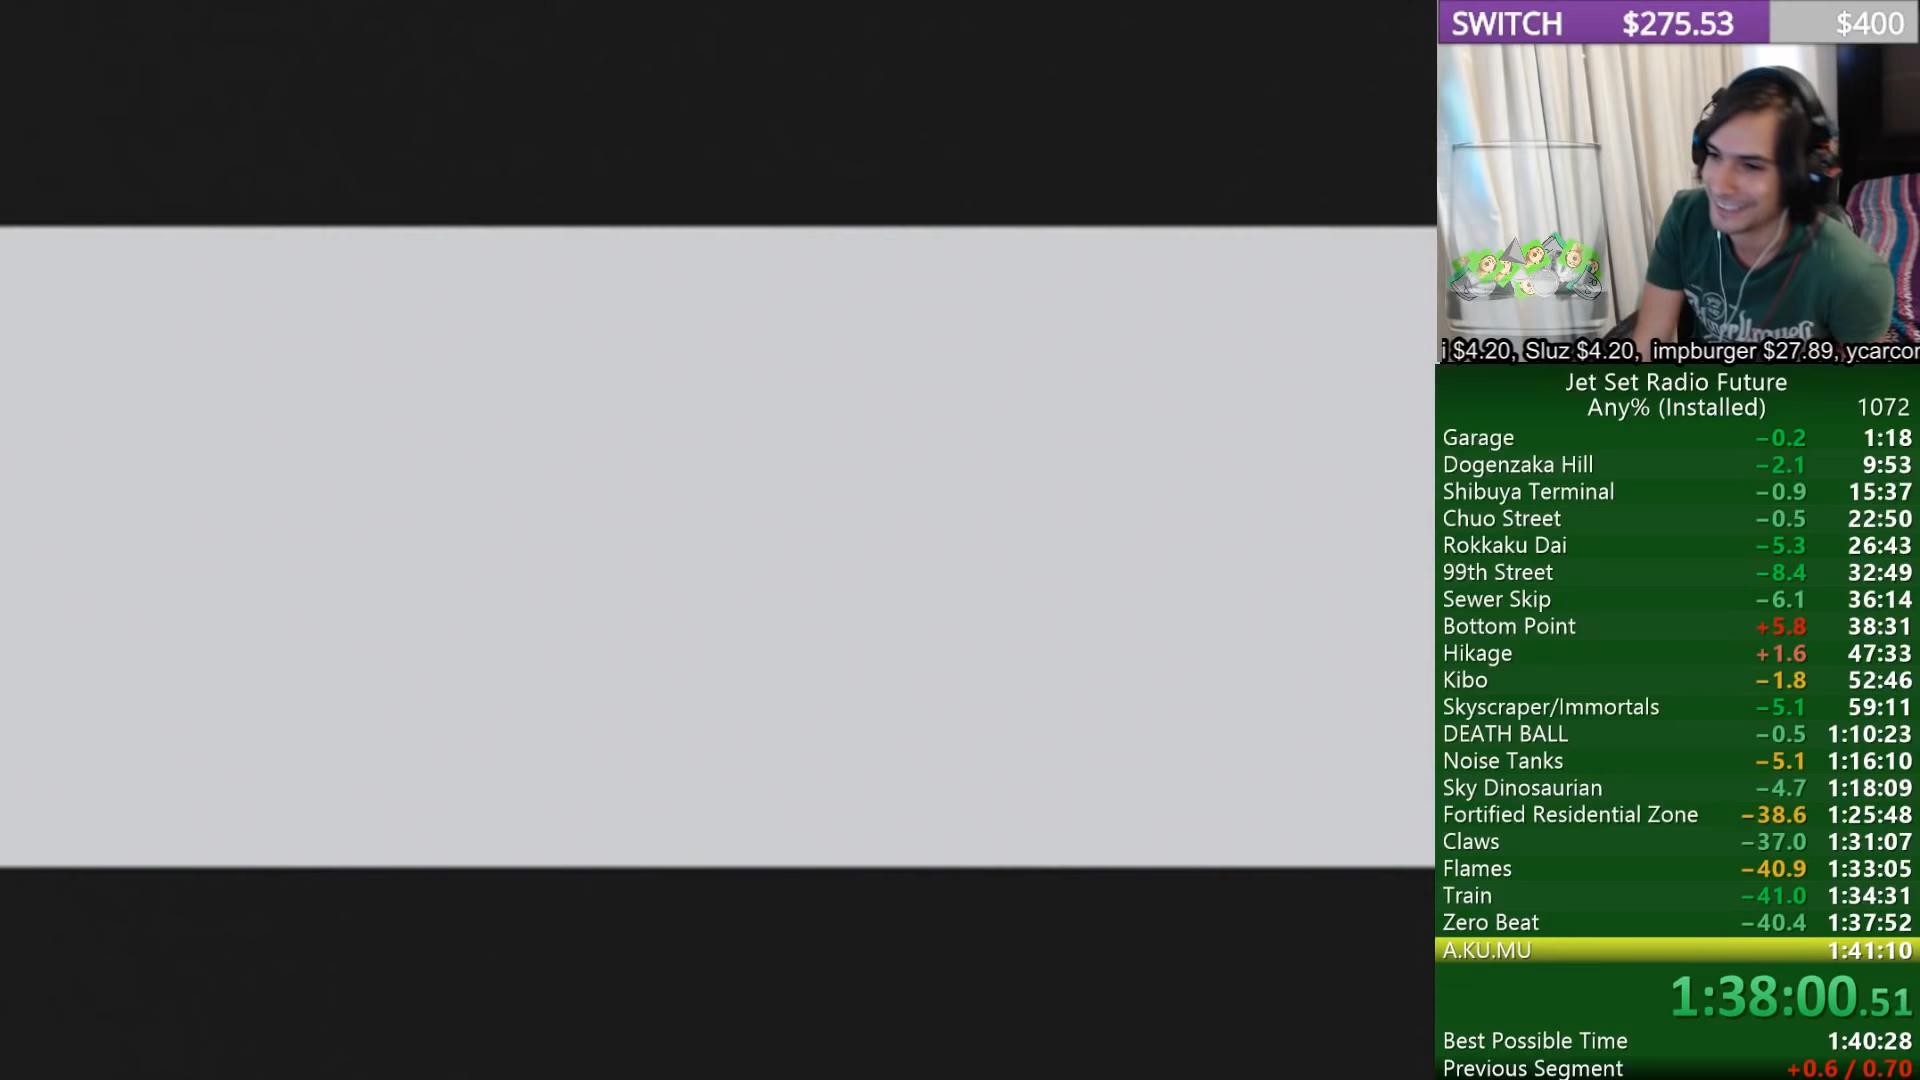 SWITCH $275.53 $400
$4.20, Sluz $4.20, impburger $27.89, ycarcor
Jet Set Radio Future
Any% (Installed) 1072
Garage −0.2 1:18
Dogenzaka Hill −2.1 9:53
Shibuya Terminal −0.9 15:37
Chuo Street −0.5 22:50
Rokkaku Dai −5.3 26:43
99th Street −8.4 32:49
Sewer Skip −6.1 36:14
Bottom Point +5.8 38:31
Hikage +1.6 47:33
Kibo −1.8 52:46
Skyscraper/Immortals −5.1 59:11
DEATH BALL −0.5 1:10:23
Noise Tanks −5.1 1:16:10
Sky Dinosaurian −4.7 1:18:09
Fortified Residential Zone −38.6 1:25:48
Claws −37.0 1:31:07
Flames −40.9 1:33:05
Train −41.0 1:34:31
Zero Beat −40.4 1:37:52
A.KU.MU 1:41:10
1:38:00.51
Best Possible Time 1:40:28
Previous Segment +0.6 / 0.70